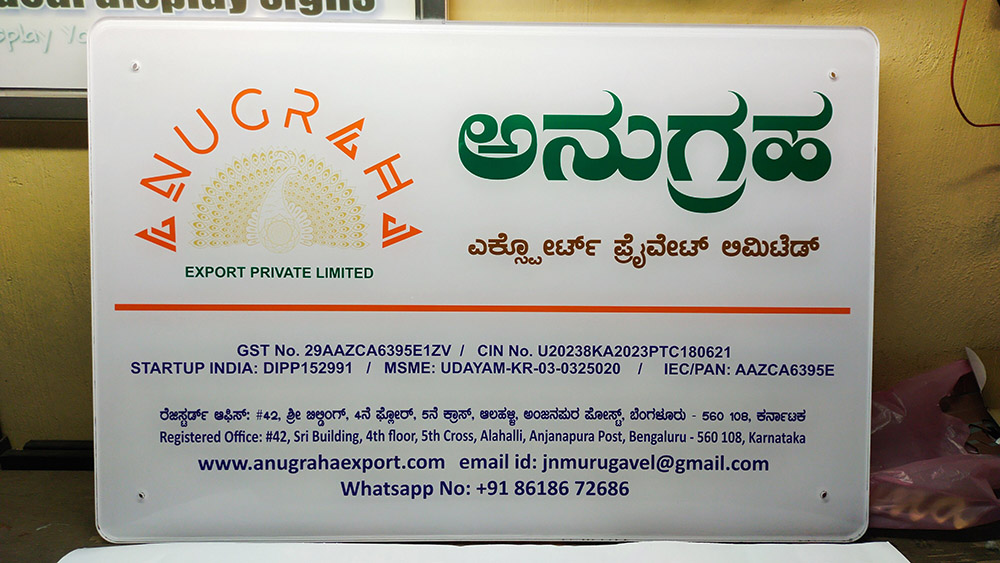 display signs
ANUGRAHA
EXPORT PRIVATE LIMITED
ಅನುಗ್ರಹ
ಎಕ್ಸ್ಪೋರ್ಟ್ ಪ್ರೈವೇಟ್ ಲಿಮಿಟೆಡ್
GST No. 29AAZCA6395E1ZV / CIN No. U20238KA2023PTC180621
STARTUP INDIA: DIPP152991 / MSME: UDAYAM-KR-03-0325020 / IEC/PAN: AAZCA6395E
ರೆಜಿಸ್ಟರ್ಡ್ ಆಫೀಸ್: #42, ಶ್ರೀ ಬಿಲ್ಡಿಂಗ್, 4ನೆ ಫ್ಲೋರ್, 5ನೆ ಕ್ರಾಸ್, ಆಲಹಳ್ಳಿ, ಅಂಜನಪುರ ಪೋಸ್ಟ್, ಬೆಂಗಳೂರು - 560 108, ಕರ್ನಾಟಕ
Registered Office: #42, Sri Building, 4th floor, 5th Cross, Alahalli, Anjanapura Post, Bengaluru - 560 108, Karnataka
www.anugrahaexport.com email id: jnmurugavel@gmail.com
Whatsapp No: +91 86186 72686